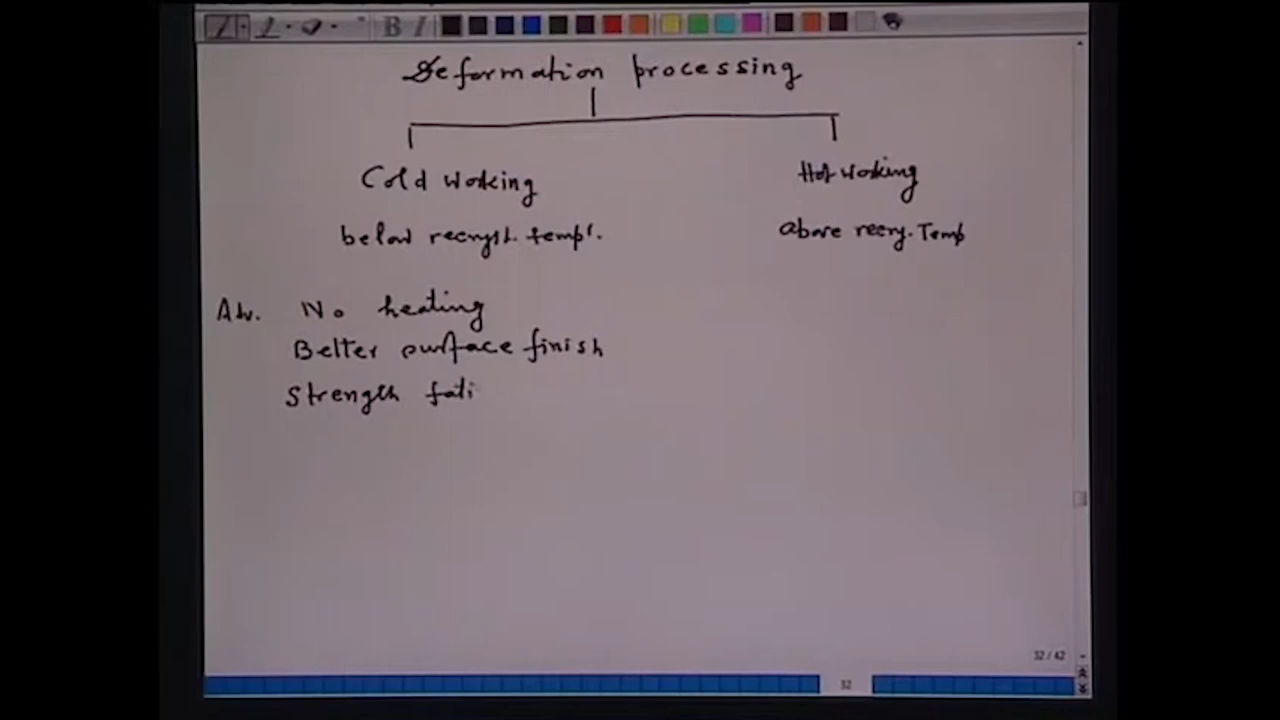 B I
Deformation processing
Cold working
Hot working
below recryst. temp.
above recry. Temp
Adv. No heating
Better surface finish
Strength fati
32/42
32